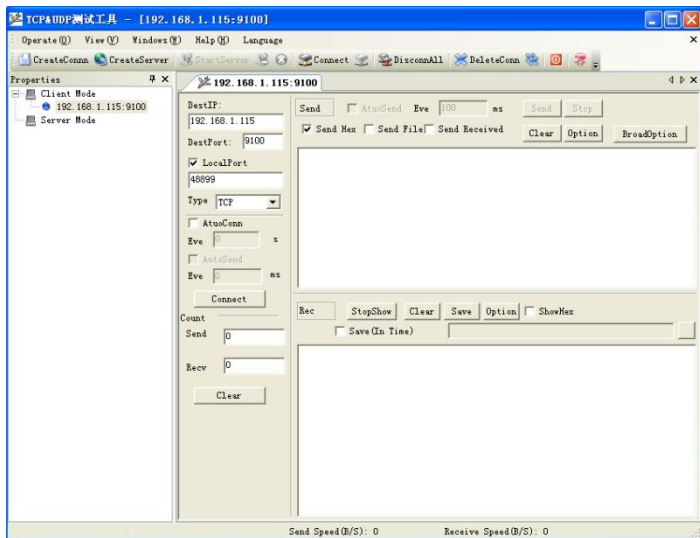 TCP&UDP测试工具 - [192.168.1.115:9100]
Operate(O) View(V) Windows(W) Help(H) Language
CreateConnn CreateServer StartServer Connect DisconnAll DeleteConn
Properties
Client Mode
192.168.1.115:9100
Server Mode
192.168.1.115:9100
DestIP:
192.168.1.115
DestPort: 9100
LocalPort
48899
Type TCP
AtuoConn
Eve 0 s
AutoSend
Eve 0 ms
Connect
Count
Send 0
Recv 0
Clear
Send AtuoSend Eve 100 ms Send Stop
Send Hex Send File Send Received Clear Option BroadOption
Rec StopShow Clear Save Option ShowHex
Save(In Time) ...
Send Speed(B/S): 0 Receive Speed(B/S): 0